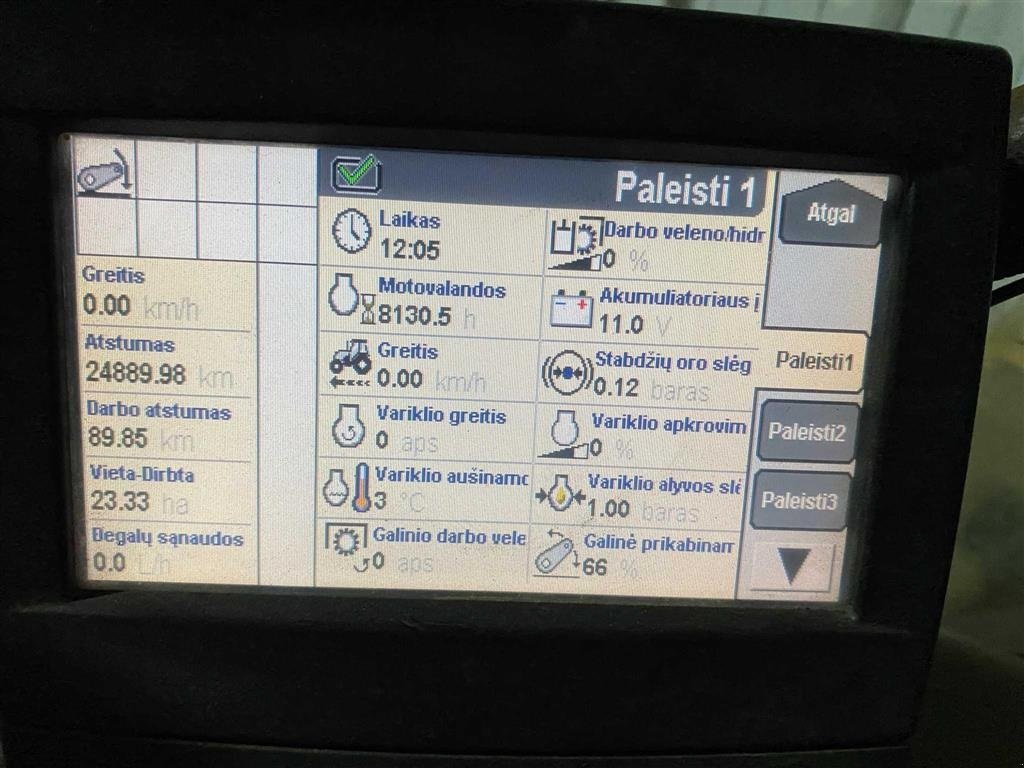 Paleisti 1
Atgal
Greitis
0.00 km/h
Atstumas
24889.98 km
Darbo atstumas
89.85 km
Vieta-Dirbta
23.33 ha
Degalų sąnaudos
0.0 L/h
Laikas
12:05
Motovalandos
8130.5 h
Greitis
0.00 km/h
Variklio greitis
0 aps
Variklio aušinamo
3 °C
Galinio darbo vele
0 aps
Darbo veleno/hidr
0 %
Akumuliatoriaus į
11.0 V
Stabdžių oro slėg
0.12 baras
Variklio apkrovim
0 %
Variklio alyvos slė
1.00 baras
Galinė prikabinam
66 %
Paleisti1
Paleisti2
Paleisti3